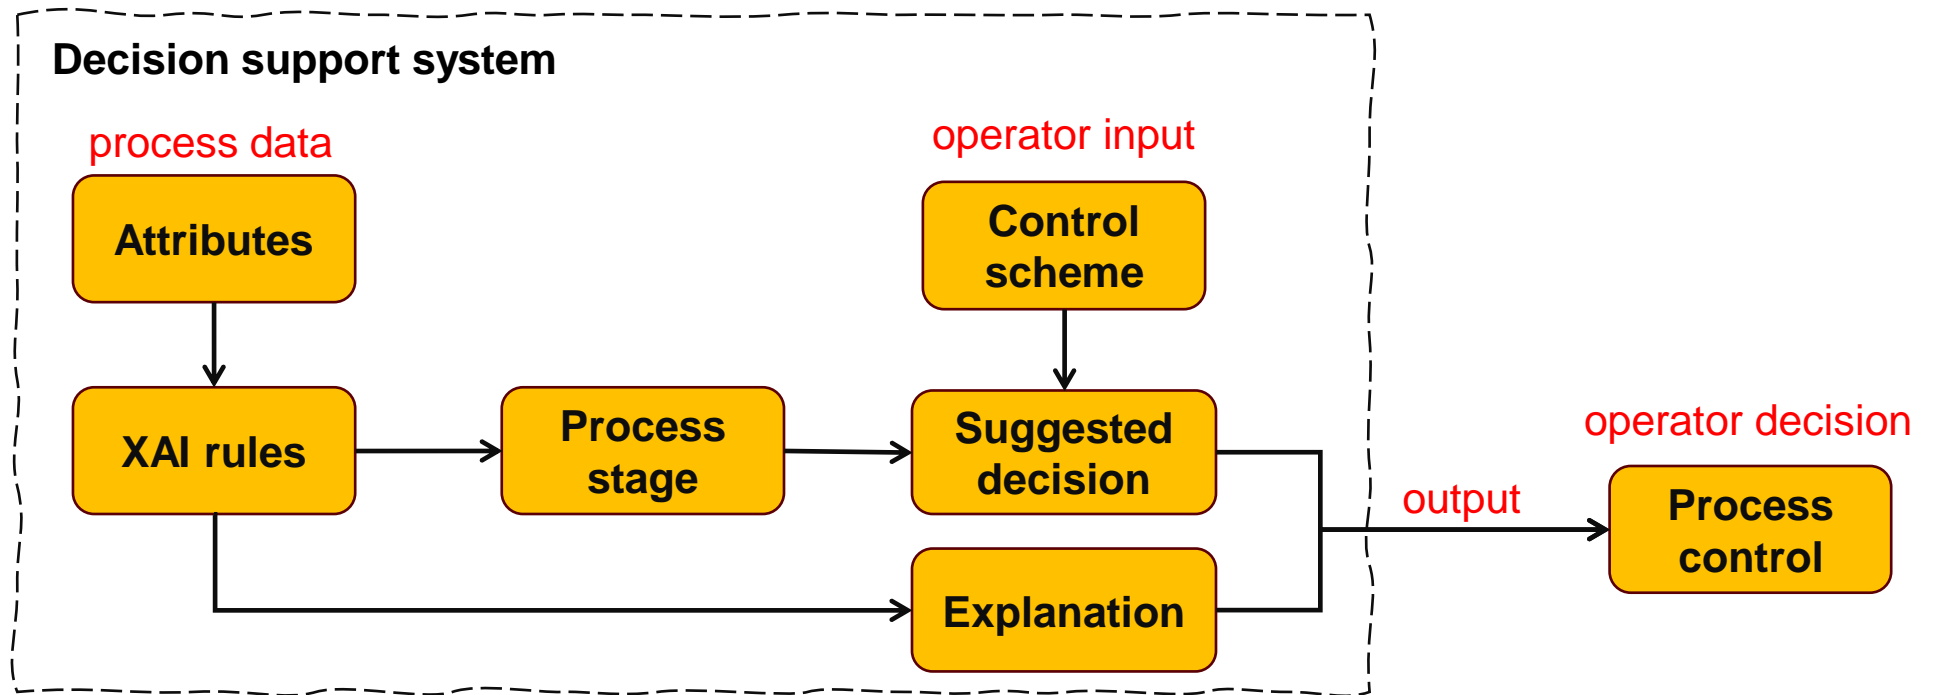 Decision support system
process data
operator input
Attributes
Control
scheme
XAI rules
Process
stage
Suggested
decision
Explanation
output
operator decision
Process
control